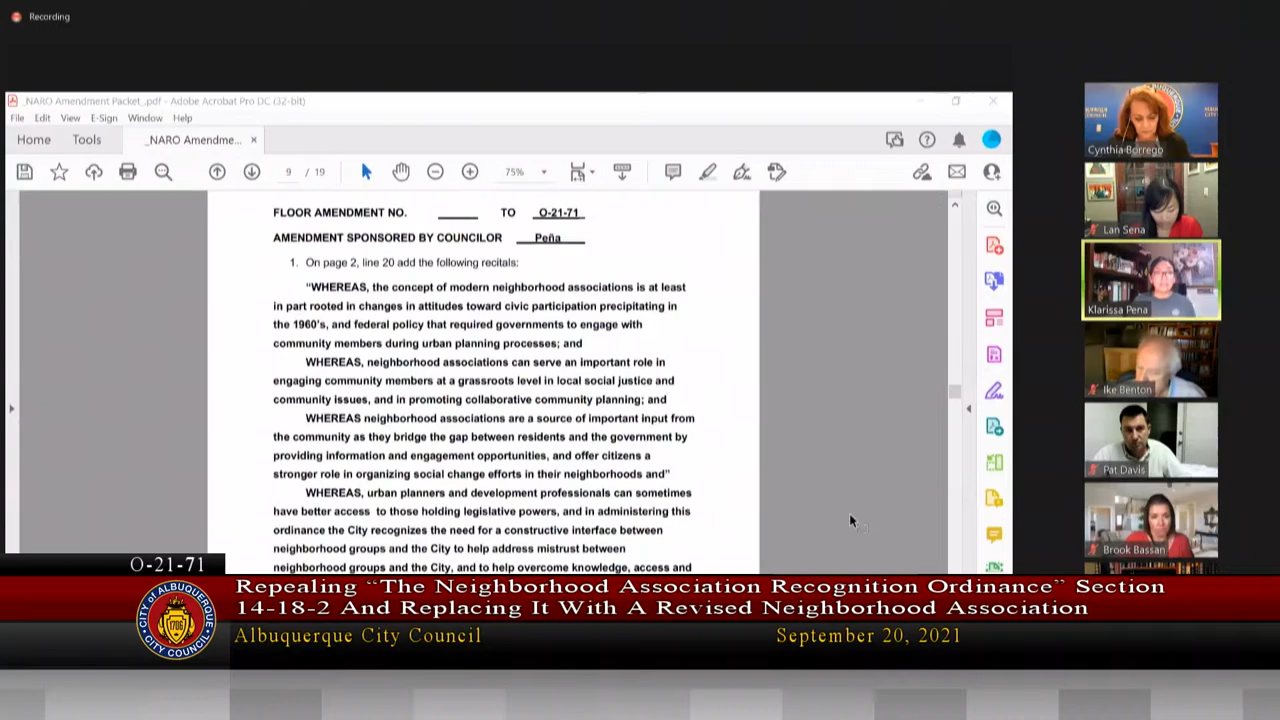 Recording
_NARO Amendment Packet_.pdf - Adobe Acrobat Pro DC (32-bit)
File Edit View E-Sign Window Help
Home Tools _NARO Amendme... ×
9 / 19 75%
FLOOR AMENDMENT NO. ______ TO O-21-71
AMENDMENT SPONSORED BY COUNCILOR Peña
1. On page 2, line 20 add the following recitals:
"WHEREAS, the concept of modern neighborhood associations is at least
in part rooted in changes in attitudes toward civic participation precipitating in
the 1960's, and federal policy that required governments to engage with
community members during urban planning processes; and
WHEREAS, neighborhood associations can serve an important role in
engaging community members at a grassroots level in local social justice and
community issues, and in promoting collaborative community planning; and
WHEREAS neighborhood associations are a source of important input from
the community as they bridge the gap between residents and the government by
providing information and engagement opportunities, and offer citizens a
stronger role in organizing social change efforts in their neighborhoods and"
WHEREAS, urban planners and development professionals can sometimes
have better access to those holding legislative powers, and in administering this
ordinance the City recognizes the need for a constructive interface between
neighborhood groups and the City to help address mistrust between
neighborhood groups and the City, and to help overcome knowledge, access and
Cynthia Borrego
Lan Sena
Klarissa Pena
Ike Benton
Pat Davis
Brook Bassan
O-21-71
Repealing "The Neighborhood Association Recognition Ordinance" Section
14-18-2 And Replacing It With A Revised Neighborhood Association
Albuquerque City Council September 20, 2021
CITY OF ALBUQUERQUE
1706
CITY COUNCIL